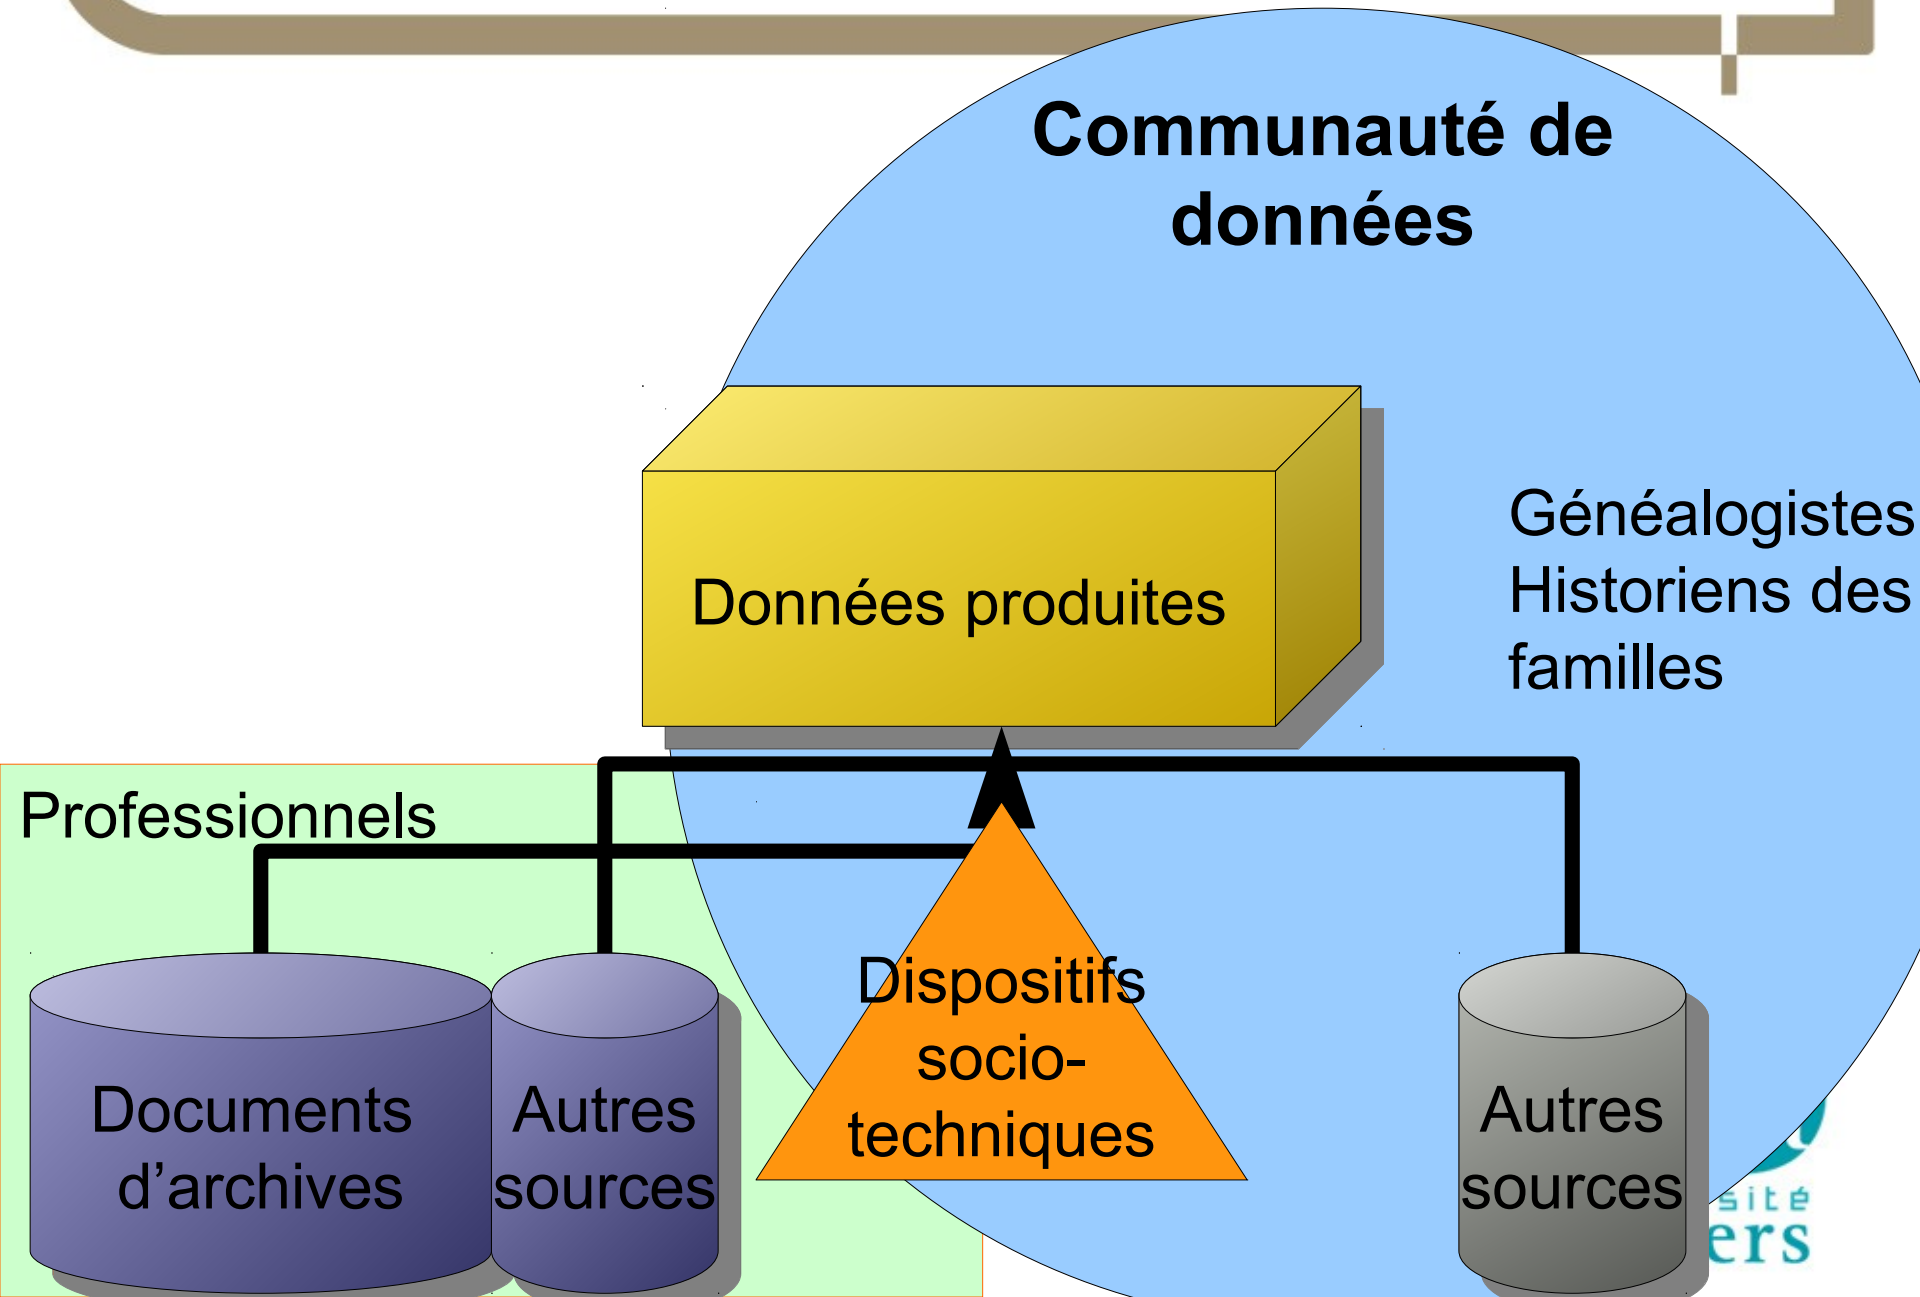 Communauté de
données
Données produites
Généalogistes
Historiens des
familles
Professionnels
Documents
d’archives
Autres
sources
Dispositifs
socio-
techniques
Autres
sources